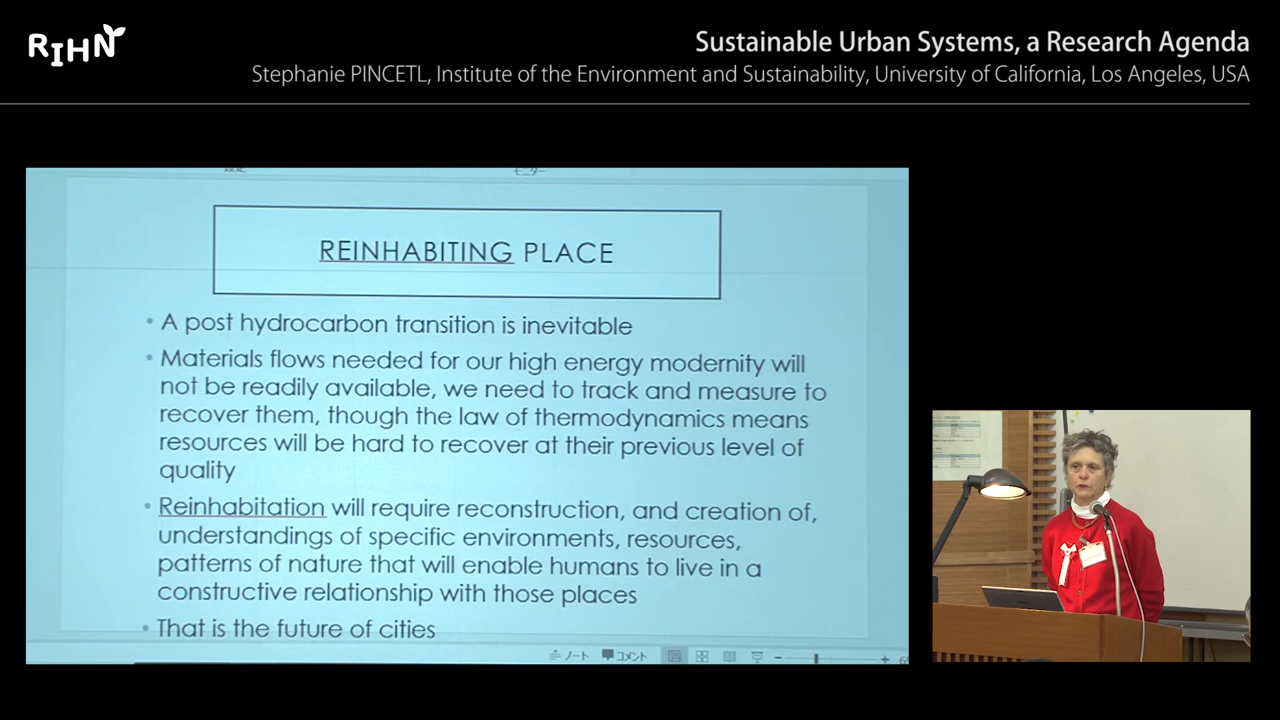 RIHN
Sustainable Urban Systems, a Research Agenda
Stephanie PINCETL, Institute of the Environment and Sustainability, University of California, Los Angeles, USA
REINHABITING PLACE
• A post hydrocarbon transition is inevitable
• Materials flows needed for our high energy modernity will
not be readily available, we need to track and measure to
recover them, though the law of thermodynamics means
resources will be hard to recover at their previous level of
quality
• Reinhabitation will require reconstruction, and creation of,
understandings of specific environments, resources,
patterns of nature that will enable humans to live in a
constructive relationship with those places
• That is the future of cities
ノート コメント